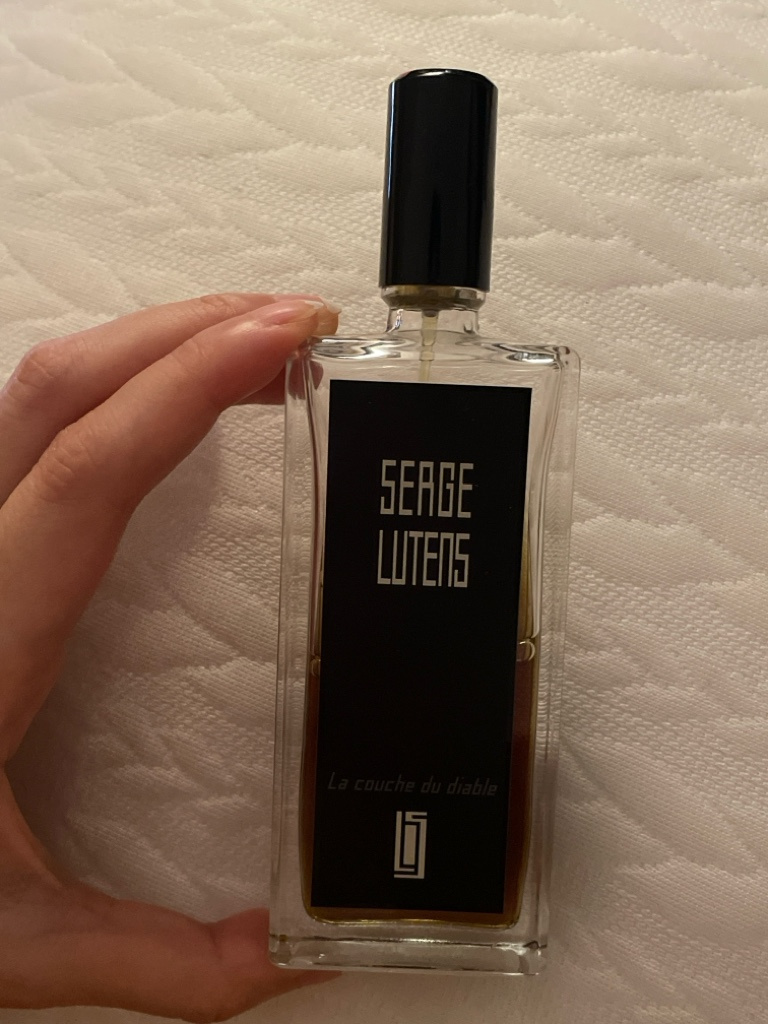 SERGE
LUTENS
La couche du diable